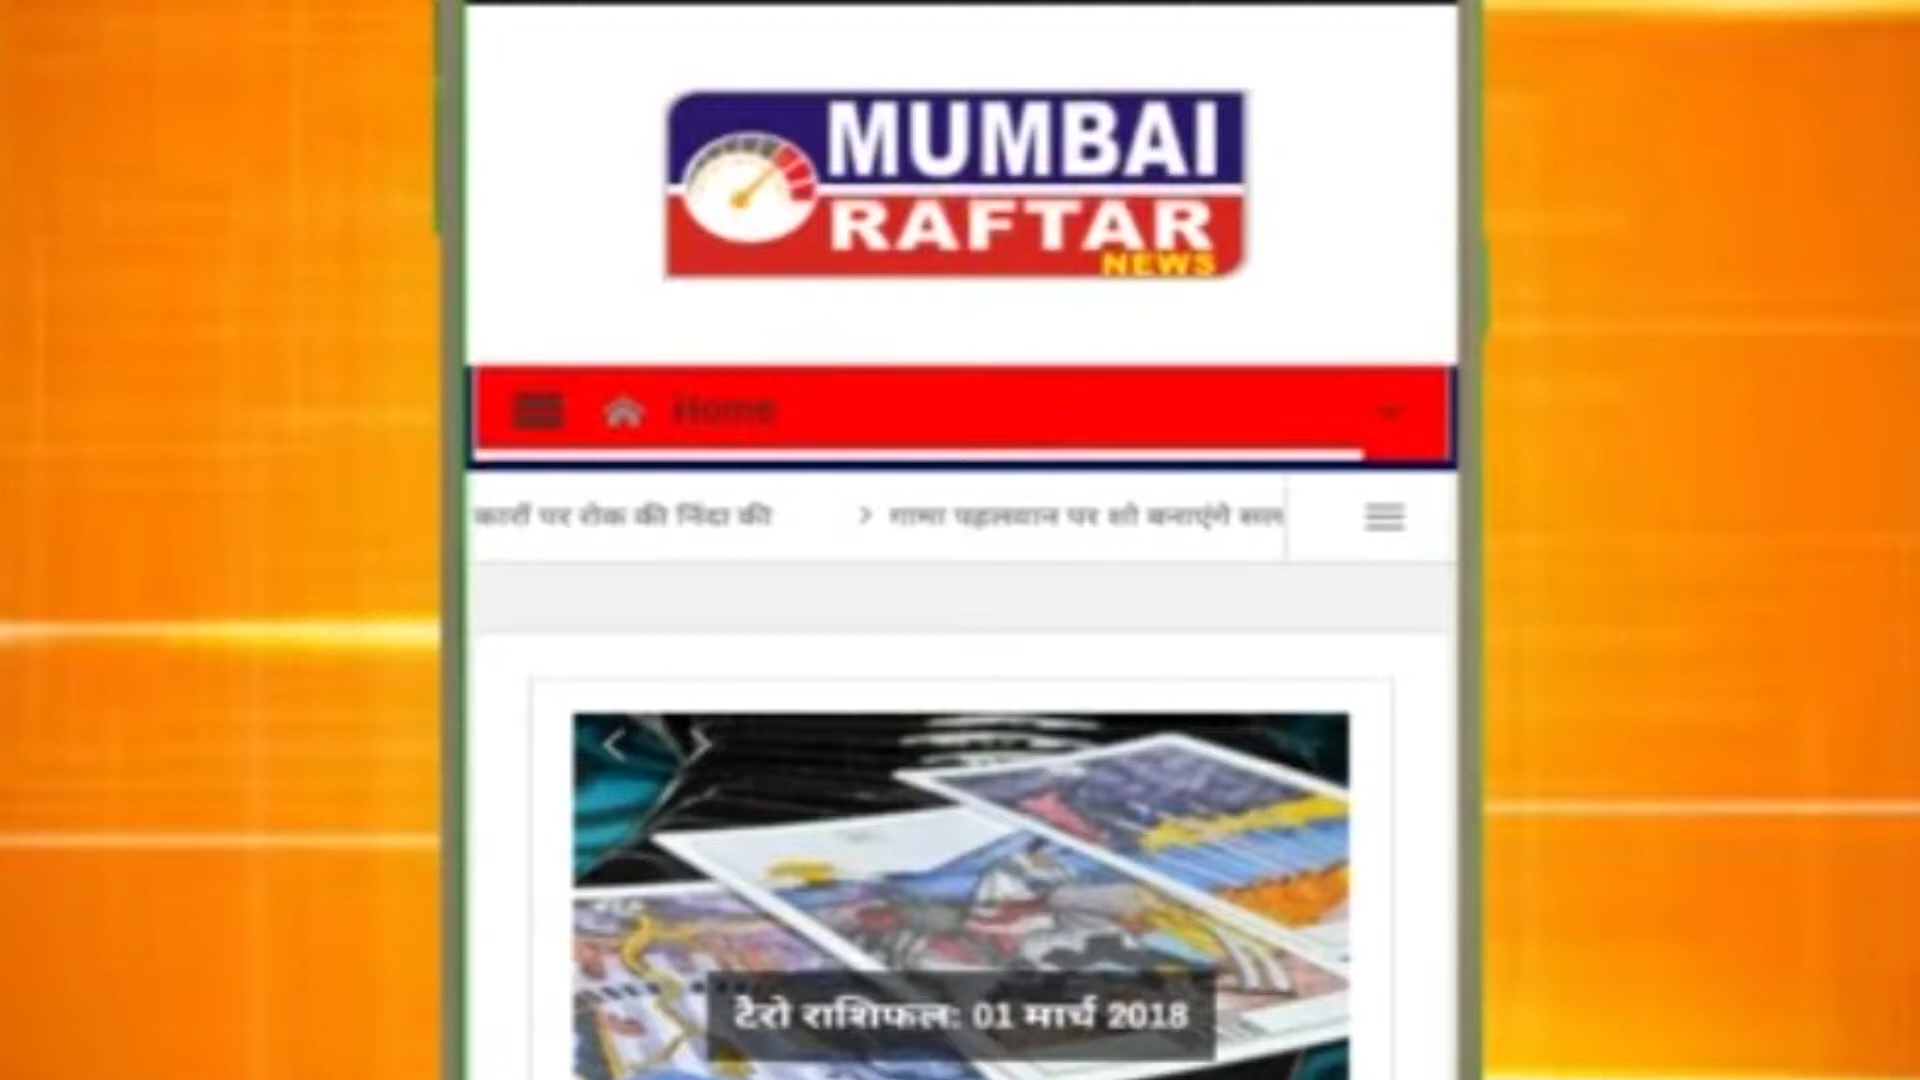 MUMBAI
RAFTAR
NEWS
Home
कारों पर रोक की निंदा की > गामा पहलवान पर शो बनाएंगे सल
टैरो राशिफल: 01 मार्च 2018